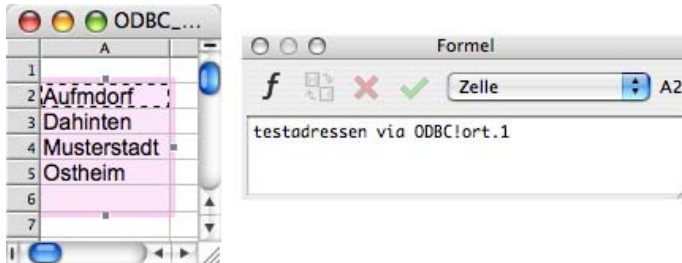 ODBC_...
A
1
2 Aufmdorf
3 Dahinten
4 Musterstadt
5 Ostheim
6
7
Formel
f Zelle A2
testadressen via ODBC!ort.1